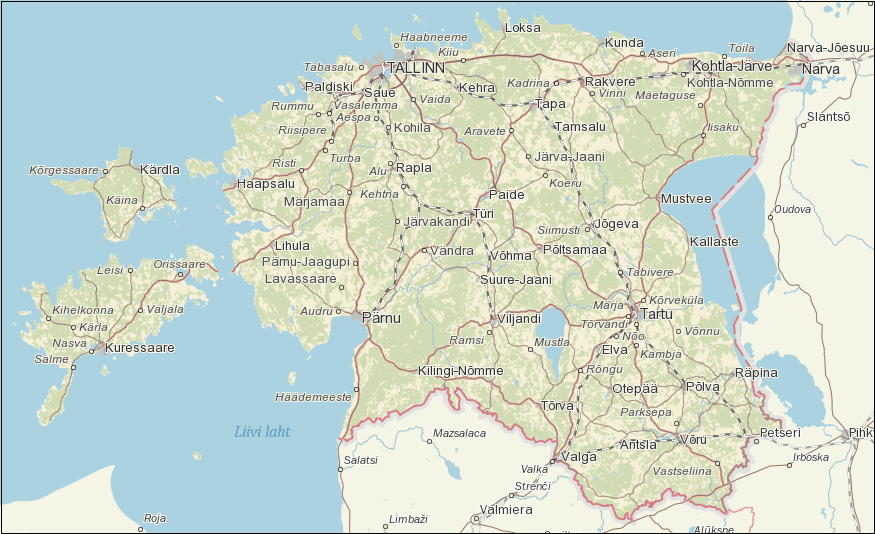 Loksa
Haabneeme
Kiiu
Kunda
Aseri
Toila
Narva-Jõesuu
Tabasalu
TALLINN
Kohtla-Järve
Narva
Paldiski
Saue
Kehra
Kadrina
Rakvere
Kohtla-Nõmme
Vinni
Maetaguse
Rummu
Vasalemma
Vaida
Tapa
Aespa
Slántsõ
Riisipere
Kohila
Aravete
Tamsalu
Iisaku
Turba
Järva-Jaani
Risti
Rapla
Kõrgessaare
Kärdla
Alu
Haapsalu
Koeru
Kehtna
Paide
Käina
Märjamaa
Mustvee
Türi
Oudova
Järvakandi
Siimusti
Jõgeva
Lihula
Kallaste
Vändra
Võhma
Põltsamaa
Orissaare
Pärnu-Jaagupi
Leisi
Tabivere
Lavassaare
Suure-Jaani
Kihelkonna
Valjala
Audru
Pärnu
Märja
Kõrveküla
Tartu
Kärla
Viljandi
Tõrvandi
Võnnu
Nasva
Kuressaare
Ramsi
Mustla
Nõo
Elva
Kambja
Salme
Kilingi-Nõmme
Rõngu
Räpina
Otepää
Põlva
Häädemeeste
Tõrva
Parksepa
Liivi laht
Mazsalaca
Petseri
Pihk
Antsla
Võru
Salatsi
Valga
Irboska
Valka
Vastseliina
Strenči
Valmiera
Roja
Limbaži
Alūksne